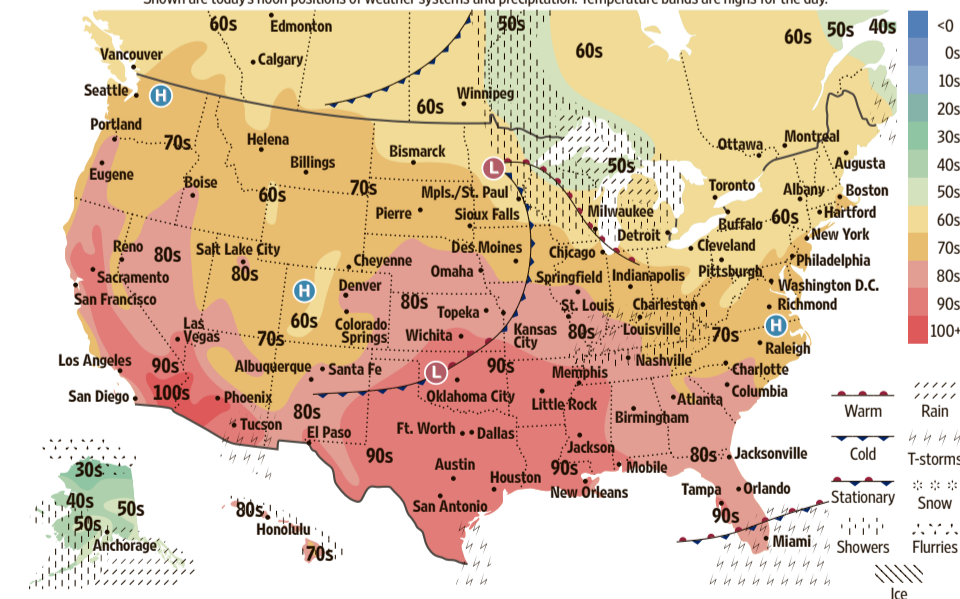 Shown are today's noon positions of weather systems and precipitation. Temperature bands are highs for the day.
60s
Edmonton
50s
60s
60s
50s
40s
<0
Vancouver
Calgary
0s
Seattle
H
60s
Winnipeg
10s
20s
Portland
70s
Helena
Bismarck
L
50s
Ottawa
Montreal
30s
Eugene
Billings
Augusta
40s
Boise
60s
70s
Mpls./St. Paul
Toronto
Albany
Boston
50s
Pierre
Sioux Falls
Milwaukee
Buffalo
60s
Hartford
60s
Reno
80s
Salt Lake City
Des Moines
Detroit
Cleveland
New York
70s
80s
Cheyenne
Omaha
Chicago
Pittsburgh
Philadelphia
80s
Sacramento
Denver
Springfield
Indianapolis
Washington D.C.
San Francisco
H
80s
Topeka
St. Louis
Charleston
Richmond
90s
Las
Vegas
60s
Colorado
Springs
Wichita
Kansas
City
80s
Louisville
70s
H
Raleigh
100+
70s
Los Angeles
90s
Albuquerque
Santa Fe
L
90s
Memphis
Nashville
Charlotte
San Diego
100s
Phoenix
Oklahoma City
Little Rock
Atlanta
Columbia
Warm
Rain
Tucson
80s
El Paso
Ft. Worth
Dallas
Birmingham
Jackson
90s
Austin
Houston
90s
Mobile
80s
Jacksonville
Cold
T-storms
30s
San Antonio
New Orleans
Tampa
Orlando
Stationary
Snow
40s
50s
50s
Anchorage
80s
Honolulu
70s
90s
Miami
Showers
Flurries
Ice